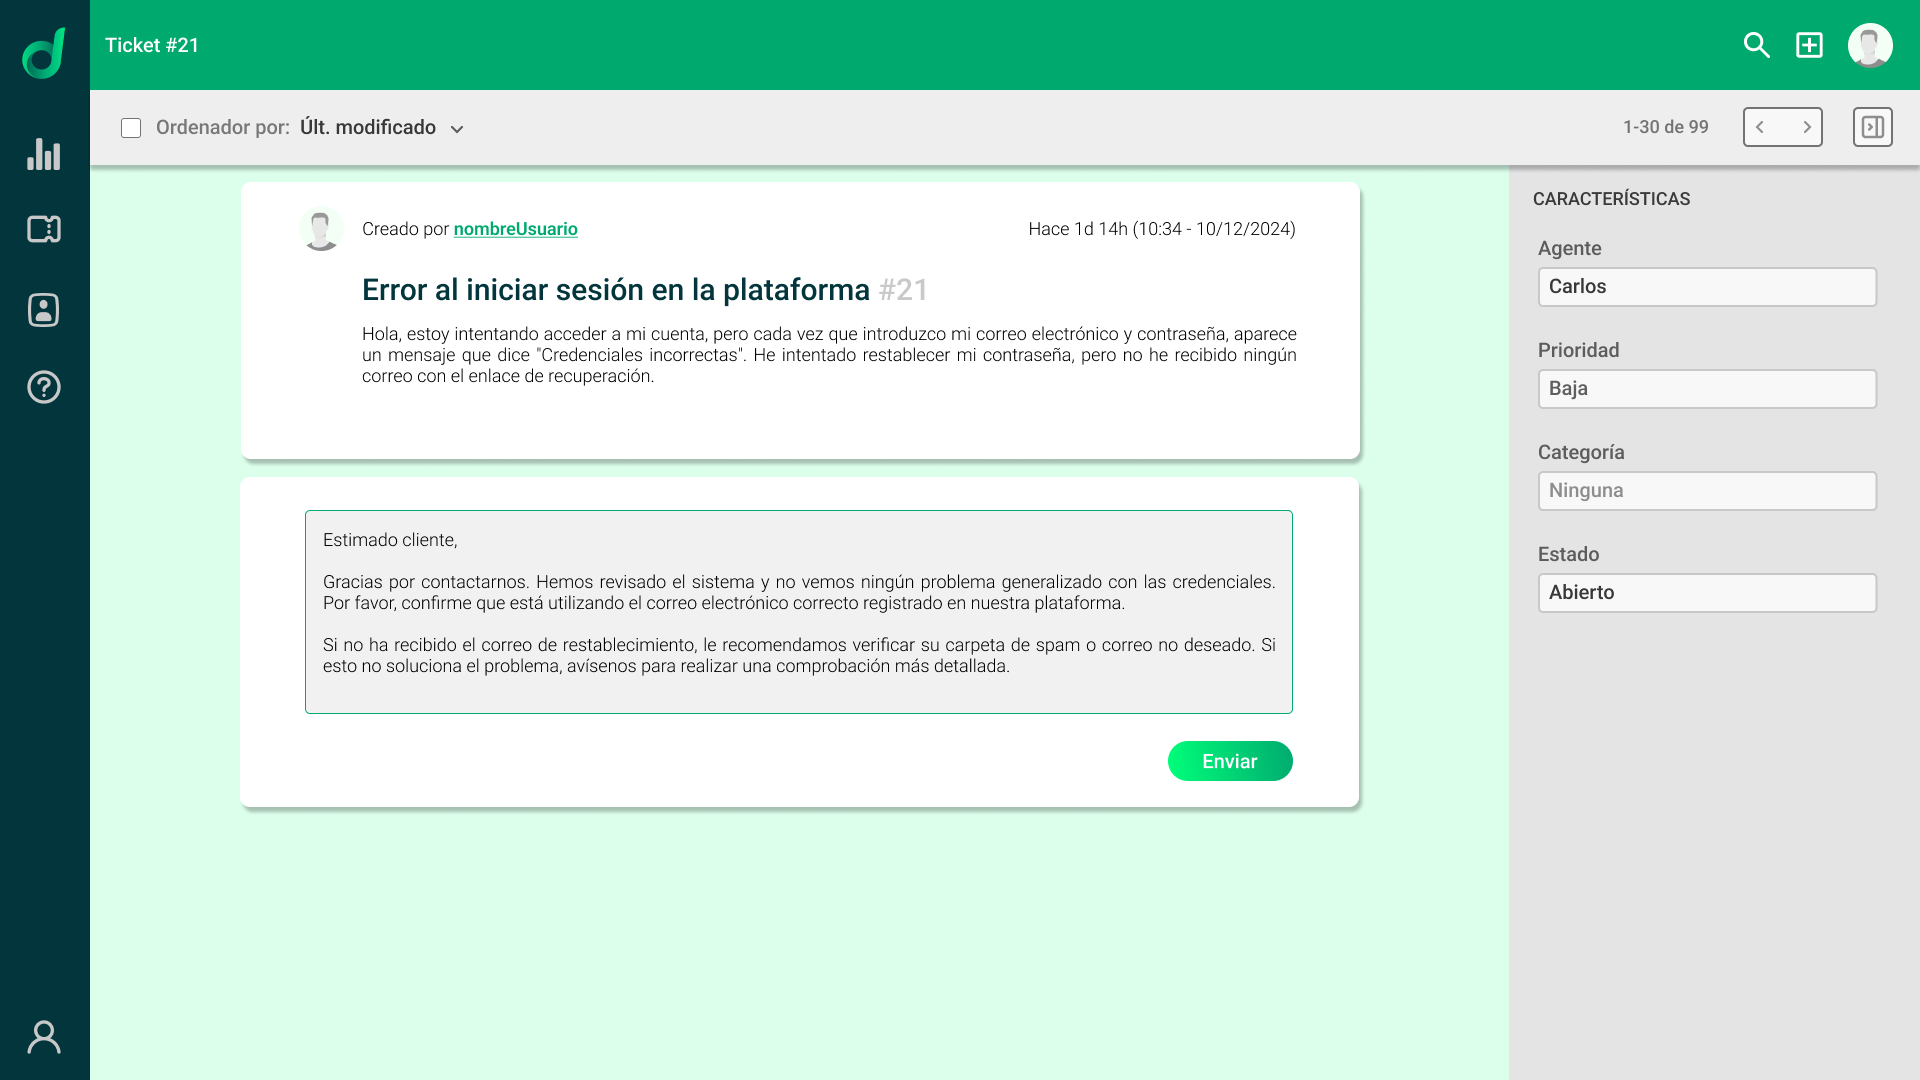 Ticket #21
Ordenador por: Últ. modificado
1-30 de 99
Creado por nombreUsuario
Hace 1d 14h (10:34 - 10/12/2024)
Error al iniciar sesión en la plataforma #21
Hola, estoy intentando acceder a mi cuenta, pero cada vez que introduzco mi correo electrónico y contraseña, aparece
un mensaje que dice "Credenciales incorrectas". He intentado restablecer mi contraseña, pero no he recibido ningún
correo con el enlace de recuperación.
Estimado cliente,
Gracias por contactarnos. Hemos revisado el sistema y no vemos ningún problema generalizado con las credenciales.
Por favor, confirme que está utilizando el correo electrónico correcto registrado en nuestra plataforma.
Si no ha recibido el correo de restablecimiento, le recomendamos verificar su carpeta de spam o correo no deseado. Si
esto no soluciona el problema, avísenos para realizar una comprobación más detallada.
Enviar
CARACTERÍSTICAS
Agente
Carlos
Prioridad
Baja
Categoría
Ninguna
Estado
Abierto